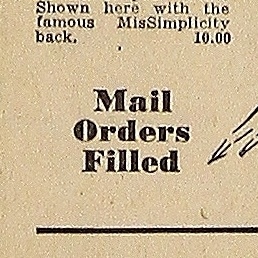 Shown here with the
famous MisSimplicity
back. 10.00
Mail
Orders
Filled